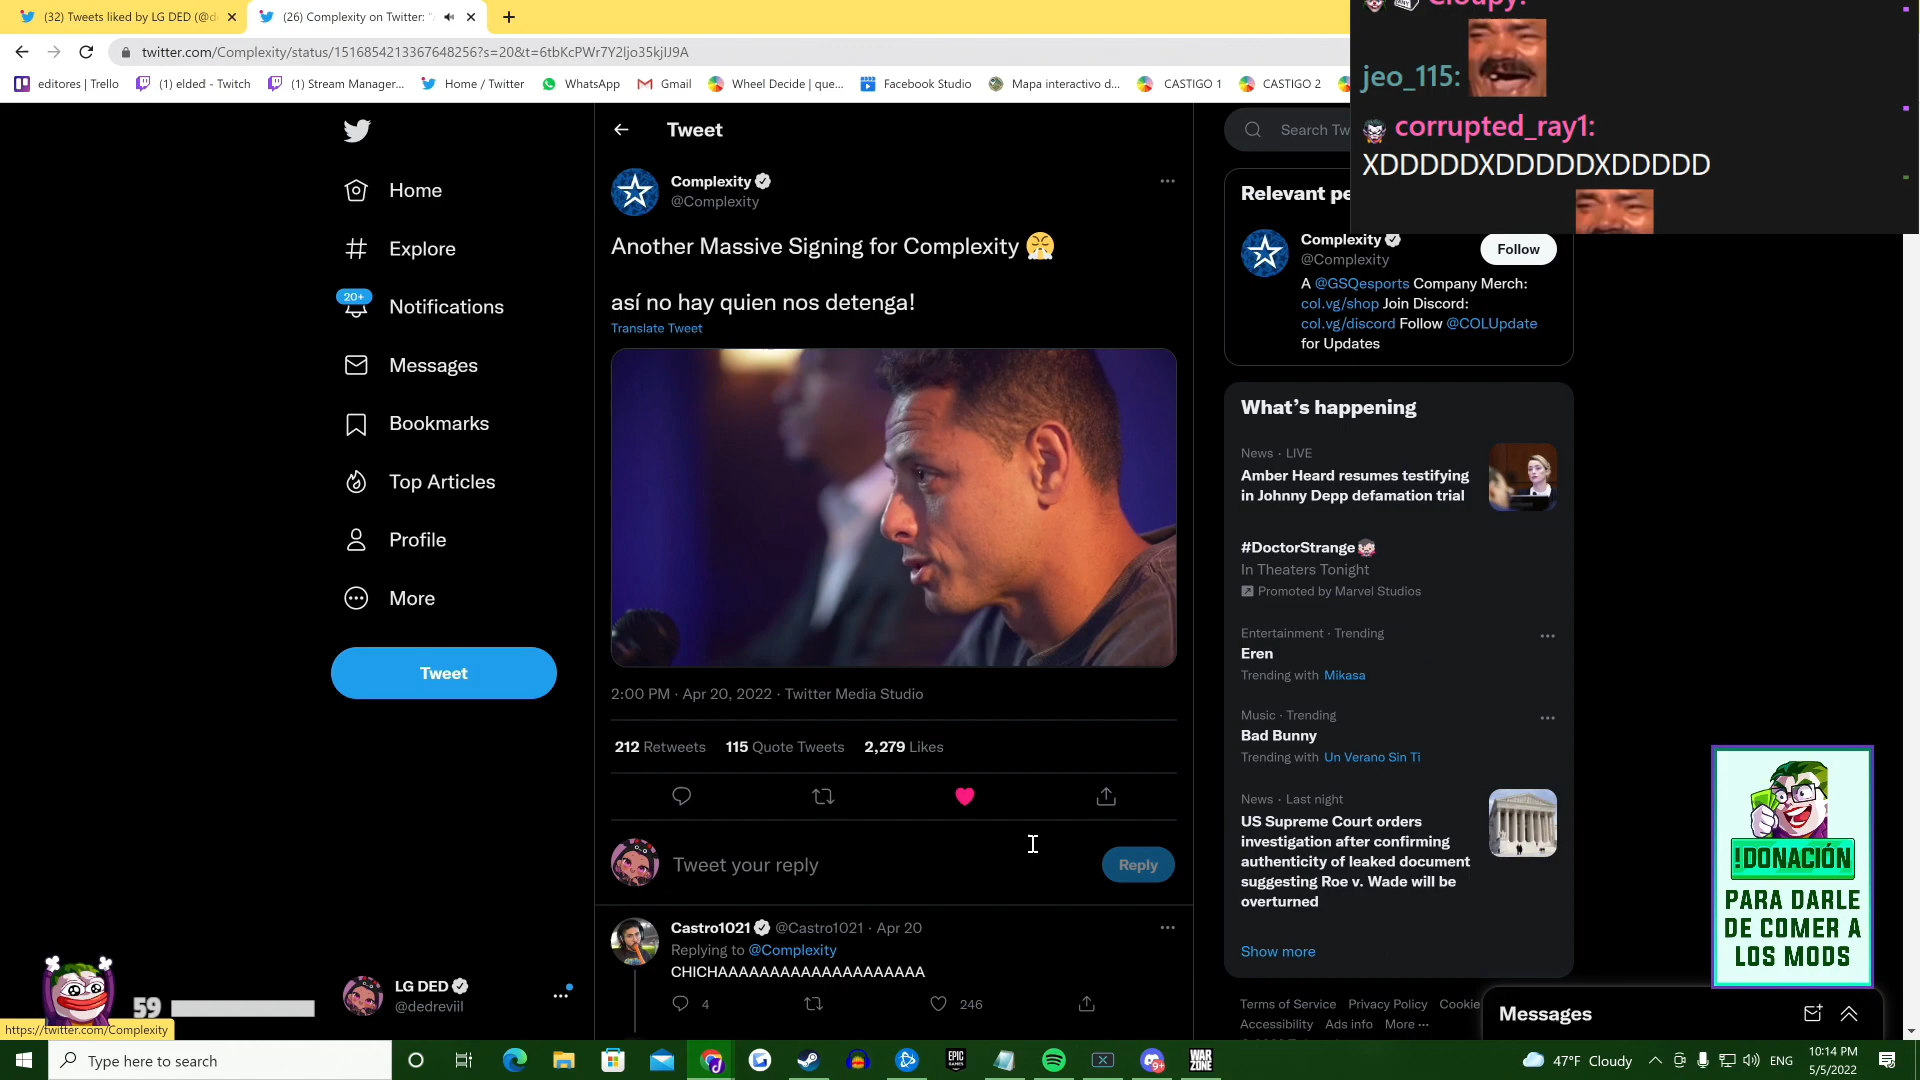 (32) Tweets liked by LG DED (@d
(26) Complexity on Twitter: "
twitter.com/Complexity/status/1516854213367648256?s=20&t=6tbKcPWr7Y2Ijo35kjIJ9A
editores | Trello
(1) elded - Twitch
(1) Stream Manager...
Home / Twitter
WhatsApp
Gmail
Wheel Decide | que...
Facebook Studio
Mapa interactivo d...
CASTIGO 1
CASTIGO 2
Cloupy:
jeo_115:
corrupted_ray1:
XDDDDDXDDDDDXDDDDD
Home
Explore
20+
Notifications
Messages
Bookmarks
Top Articles
Profile
More
Tweet
LG DED
@dedreviil
59
https://twitter.com/Complexity
Tweet
Complexity
@Complexity
Another Massive Signing for Complexity 😤
así no hay quien nos detenga!
Translate Tweet
2:00 PM · Apr 20, 2022 · Twitter Media Studio
212 Retweets 115 Quote Tweets 2,279 Likes
Tweet your reply
Reply
Castro1021 @Castro1021 · Apr 20
Replying to @Complexity
CHICHAAAAAAAAAAAAAAAAAAAA
4
246
Search Tw
Relevant pe
Complexity
@Complexity
Follow
A @GSQesports Company Merch:
col.vg/shop Join Discord:
col.vg/discord Follow @COLUpdate
for Updates
What's happening
News · LIVE
Amber Heard resumes testifying
in Johnny Depp defamation trial
#DoctorStrange
In Theaters Tonight
Promoted by Marvel Studios
Entertainment · Trending
Eren
Trending with Mikasa
Music · Trending
Bad Bunny
Trending with Un Verano Sin Ti
News · Last night
US Supreme Court orders
investigation after confirming
authenticity of leaked document
suggesting Roe v. Wade will be
overturned
Show more
Terms of Service Privacy Policy Cookie
Accessibility Ads info More ···
Messages
!DONACIÓN
PARA DARLE
DE COMER A
LOS MODS
Type here to search
EPIC
GAMES
WAR
ZONE
9+
47°F Cloudy
ENG
10:14 PM
5/5/2022